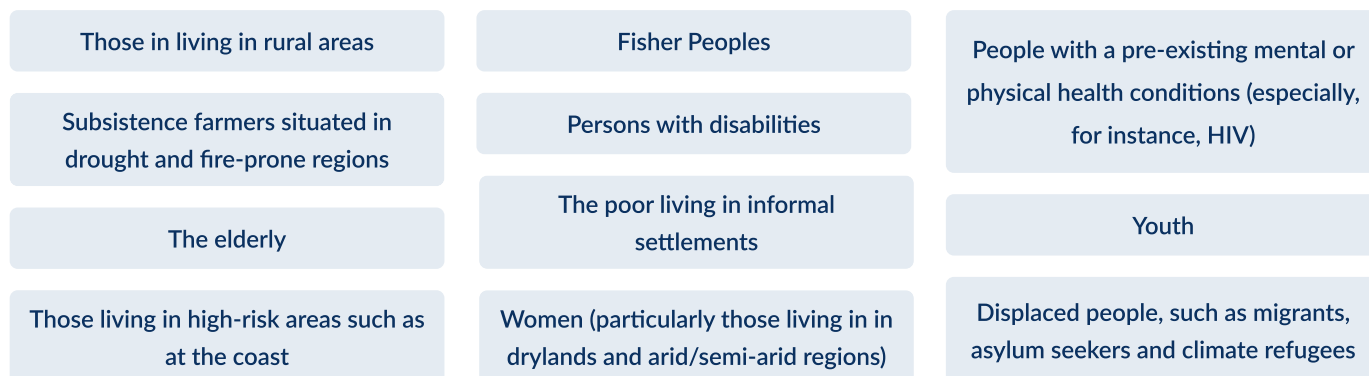 Those in living in rural areas
Subsistence farmers situated in
drought and fire-prone regions
The elderly
Those living in high-risk areas such as
at the coast
Fisher Peoples
Persons with disabilities
The poor living in informal
settlements
Women (particularly those living in in
drylands and arid/semi-arid regions)
People with a pre-existing mental or
physical health conditions (especially,
for instance, HIV)
Youth
Displaced people, such as migrants,
asylum seekers and climate refugees